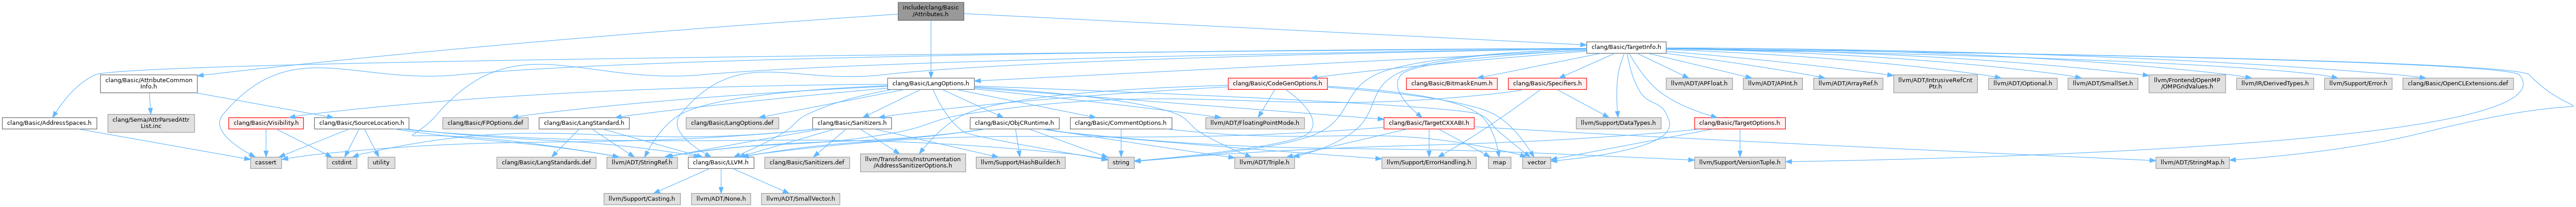 include/clang/Basic
/Attributes.h
clang/Basic/TargetInfo.h
clang/Basic/AttributeCommon
Info.h
clang/Basic/LangOptions.h
clang/Basic/CodeGenOptions.h
clang/Basic/BitmaskEnum.h
clang/Basic/Specifiers.h
llvm/ADT/APFloat.h
llvm/ADT/APInt.h
llvm/ADT/ArrayRef.h
llvm/ADT/IntrusiveRefCnt
Ptr.h
llvm/ADT/Optional.h
llvm/ADT/SmallSet.h
llvm/Frontend/OpenMP
/OMPGridValues.h
llvm/IR/DerivedTypes.h
llvm/Support/Error.h
clang/Basic/OpenCLExtensions.def
clang/Basic/AddressSpaces.h
clang/Sema/AttrParsedAttr
List.inc
clang/Basic/Visibility.h
clang/Basic/SourceLocation.h
clang/Basic/FPOptions.def
clang/Basic/LangStandard.h
clang/Basic/LangOptions.def
clang/Basic/Sanitizers.h
clang/Basic/ObjCRuntime.h
clang/Basic/CommentOptions.h
llvm/ADT/FloatingPointMode.h
clang/Basic/TargetCXXABI.h
llvm/Support/DataTypes.h
clang/Basic/TargetOptions.h
cassert
cstdint
utility
clang/Basic/LangStandards.def
llvm/ADT/StringRef.h
clang/Basic/LLVM.h
clang/Basic/Sanitizers.def
llvm/Transforms/Instrumentation
/AddressSanitizerOptions.h
llvm/Support/HashBuilder.h
string
llvm/ADT/Triple.h
llvm/Support/ErrorHandling.h
map
vector
llvm/Support/VersionTuple.h
llvm/ADT/StringMap.h
llvm/Support/Casting.h
llvm/ADT/None.h
llvm/ADT/SmallVector.h